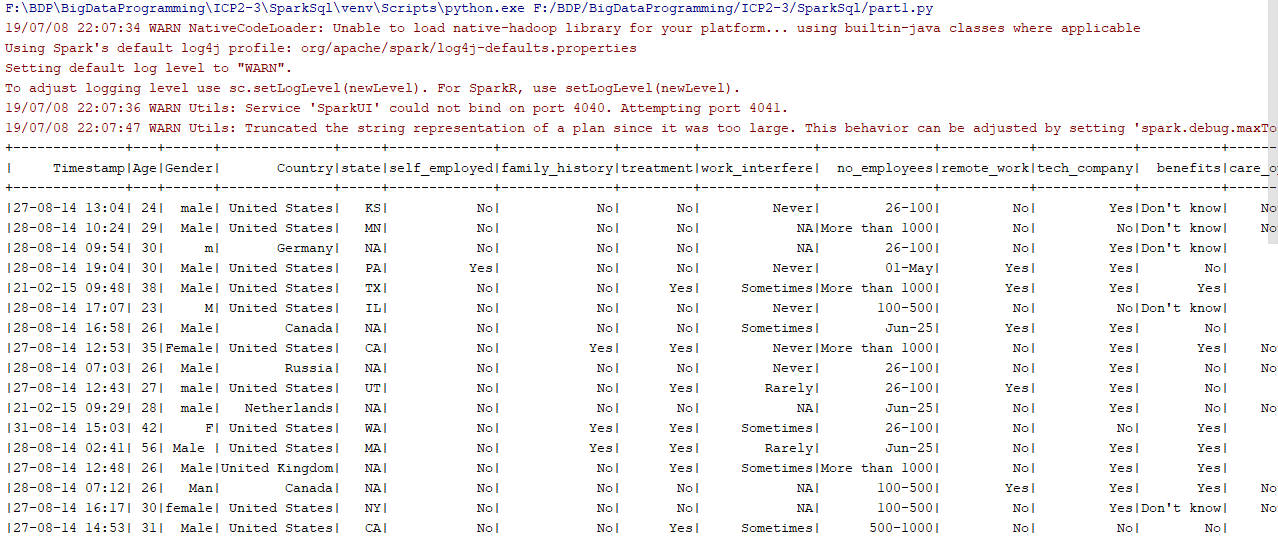 F:\BDP\BigDataProgramming\ICP2-3\SparkSql\venv\Scripts\python.exe F:/BDP/BigDataProgramming/ICP2-3/SparkSql/part1.py
19/07/08 22:07:34 WARN NativeCodeLoader: Unable to load native-hadoop library for your platform... using builtin-java classes where applicable
Using Spark's default log4j profile: org/apache/spark/log4j-defaults.properties
Setting default log level to "WARN".
To adjust logging level use sc.setLogLevel(newLevel). For SparkR, use setLogLevel(newLevel).
19/07/08 22:07:36 WARN Utils: Service 'SparkUI' could not bind on port 4040. Attempting port 4041.
19/07/08 22:07:47 WARN Utils: Truncated the string representation of a plan since it was too large. This behavior can be adjusted by setting 'spark.debug.maxTo
+--------------+---+------+--------------+-----+-------------+--------------+---------+--------------+--------------+-----------+------------+----------+------
|     Timestamp|Age|Gender|       Country|state|self_employed|family_history|treatment|work_interfere|  no_employees|remote_work|tech_company|  benefits|care_o
+--------------+---+------+--------------+-----+-------------+--------------+---------+--------------+--------------+-----------+------------+----------+------
|27-08-14 13:04| 24|  male| United States|   KS|           No|            No|       No|         Never|        26-100|         No|         Yes|Don't know|    No
|28-08-14 10:24| 29|  Male| United States|   MN|           No|            No|       No|            NA|More than 1000|         No|          No|Don't know|    No
|28-08-14 09:54| 30|     m|       Germany|   NA|           No|            No|       No|            NA|        26-100|         No|         Yes|Don't know|
|28-08-14 19:04| 30|  Male| United States|   PA|          Yes|            No|       No|         Never|        01-May|        Yes|         Yes|        No|
|21-02-15 09:48| 38|  Male| United States|   TX|           No|            No|      Yes|     Sometimes|More than 1000|         No|         Yes|       Yes|
|28-08-14 17:07| 23|     M| United States|   IL|           No|            No|       No|         Never|       100-500|         No|          No|Don't know|
|28-08-14 16:58| 26|  Male|        Canada|   NA|           No|            No|       No|     Sometimes|        Jun-25|        Yes|         Yes|        No|
|27-08-14 12:53| 35|Female| United States|   CA|           No|           Yes|      Yes|         Never|More than 1000|         No|         Yes|       Yes|    No
|28-08-14 07:03| 26|  Male|        Russia|   NA|           No|            No|       No|         Never|        26-100|         No|         Yes|        No|    No
|27-08-14 12:43| 27|  male| United States|   UT|           No|            No|      Yes|        Rarely|        26-100|        Yes|         Yes|        No|
|21-02-15 09:29| 28|  male|   Netherlands|   NA|           No|            No|       No|            NA|        Jun-25|         No|         Yes|        No|    No
|31-08-14 15:03| 42|     F| United States|   WA|           No|           Yes|      Yes|     Sometimes|        26-100|         No|          No|       Yes|
|28-08-14 02:41| 56| Male | United States|   MA|           No|           Yes|      Yes|        Rarely|        Jun-25|         No|         Yes|       Yes|
|27-08-14 12:48| 26|  Male|United Kingdom|   NA|           No|            No|      Yes|     Sometimes|More than 1000|         No|         Yes|       Yes|
|28-08-14 07:12| 26|   Man|        Canada|   NA|           No|            No|       No|            NA|       100-500|        Yes|         Yes|       Yes|    No
|27-08-14 16:17| 30|female| United States|   NY|           No|            No|       No|            NA|       100-500|         No|         Yes|Don't know|    No
|27-08-14 14:53| 31|  Male| United States|   CA|           No|            No|      Yes|     Sometimes|      500-1000|         No|          No|        No|    No